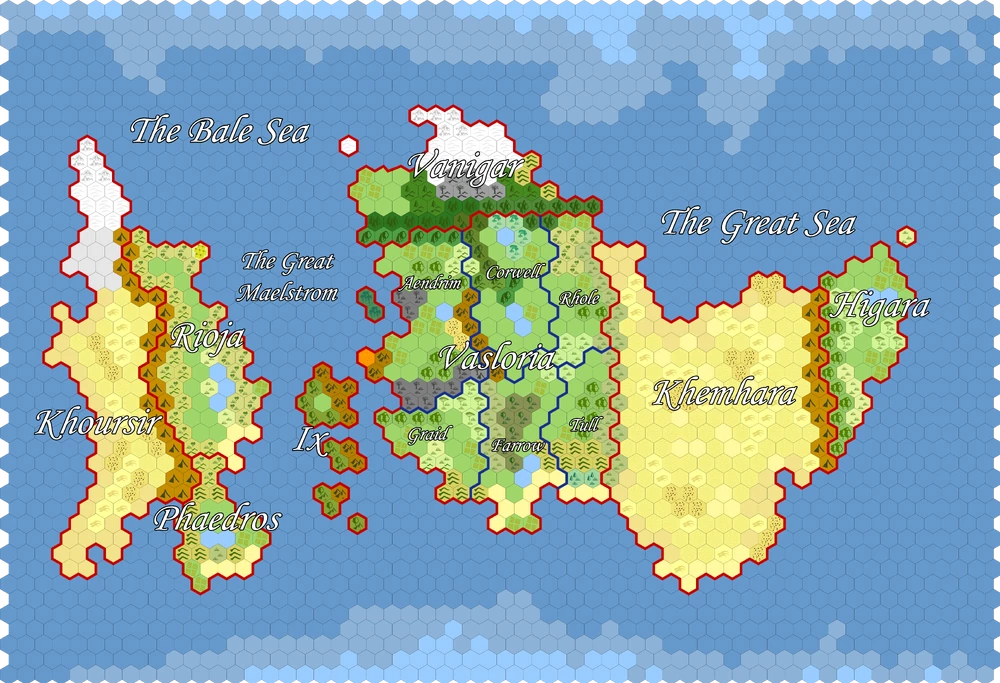 The Bale Sea
Vanigar
The Great Sea
The Great
Maelstrom
Aendrim
Corwell
Rhole
Higara
Rioja
Vasloria
Khemhara
Khoursir
Ix
Graid
Farrow
Tull
Phaedros